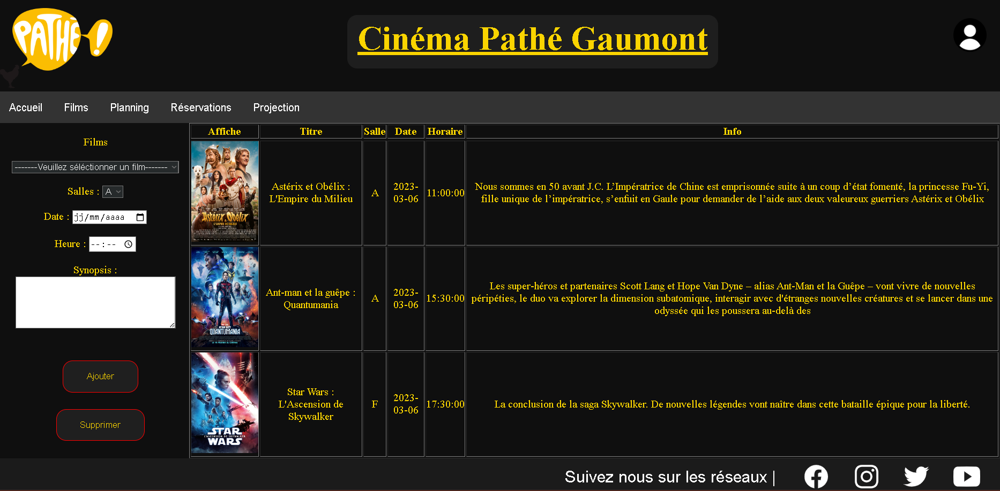 PATHÉ!
Cinéma Pathé Gaumont
Accueil
Films
Planning
Réservations
Projection
Films
-------Veuillez séléctionner un film-------
Salles : A
Date : jj/mm/aaaa
Heure : --:--
Synopsis :
Ajouter
Supprimer
Affiche Titre Salle Date Horaire Info
Astérix & Obélix
L'EMPIRE DU MILIEU
Astérix et Obélix :
L'Empire du Milieu
A
2023-
03-06
11:00:00
Nous sommes en 50 avant J.C. L’Impératrice de Chine est emprisonnée suite à un coup d’état fomenté, la princesse Fu-Yi,
fille unique de l’impératrice, s’enfuit en Gaule pour demander de l’aide aux deux valeureux guerriers Astérix et Obélix
QUANTUMANIA
Ant-man et la guêpe :
Quantumania
A
2023-
03-06
15:30:00
Les super-héros et partenaires Scott Lang et Hope Van Dyne – alias Ant-Man et la Guêpe – vont vivre de nouvelles
péripéties, le duo va explorer la dimension subatomique, interagir avec d'étranges nouvelles créatures et se lancer dans une
odyssée qui les poussera au-delà des
STAR
L'ASCENSION DE SKYWALKER
WARS
Star Wars :
L'Ascension de
Skywalker
F
2023-
03-06
17:30:00
La conclusion de la saga Skywalker. De nouvelles légendes vont naître dans cette bataille épique pour la liberté.
Suivez nous sur les réseaux |